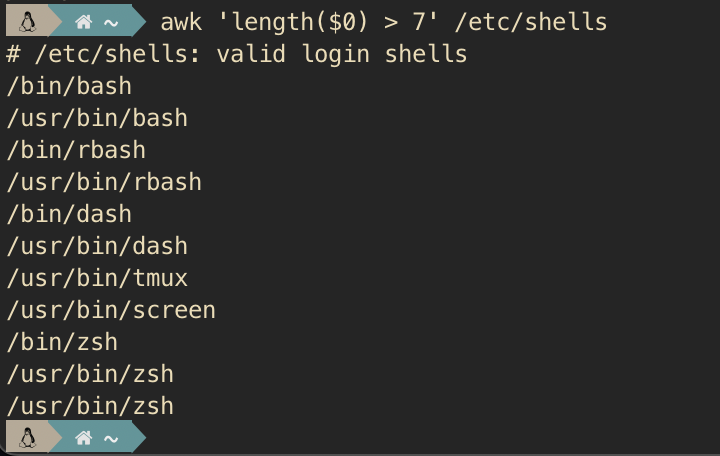 ~ awk 'length($0) > 7' /etc/shells
# /etc/shells: valid login shells
/bin/bash
/usr/bin/bash
/bin/rbash
/usr/bin/rbash
/bin/dash
/usr/bin/dash
/usr/bin/tmux
/usr/bin/screen
/bin/zsh
/usr/bin/zsh
/usr/bin/zsh
~